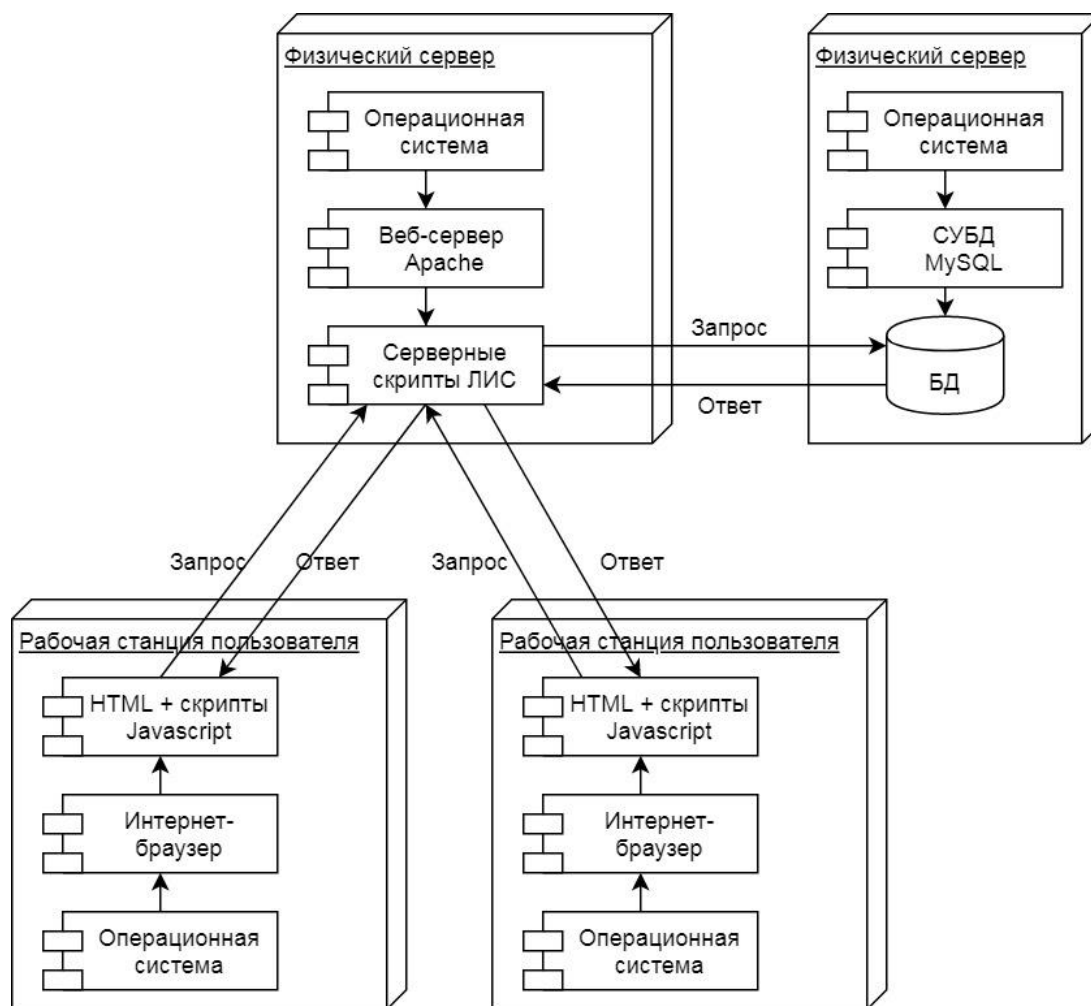 Физический сервер
Операционная
система
Веб-сервер
Apache
Серверные
скрипты ЛИС
Физический сервер
Операционная
система
СУБД
MySQL
БД
Запрос
Ответ
Запрос
Ответ
Запрос
Ответ
Рабочая станция пользователя
HTML + скрипты
Javascript
Интернет-
браузер
Операционная
система
Рабочая станция пользователя
HTML + скрипты
Javascript
Интернет-
браузер
Операционная
система